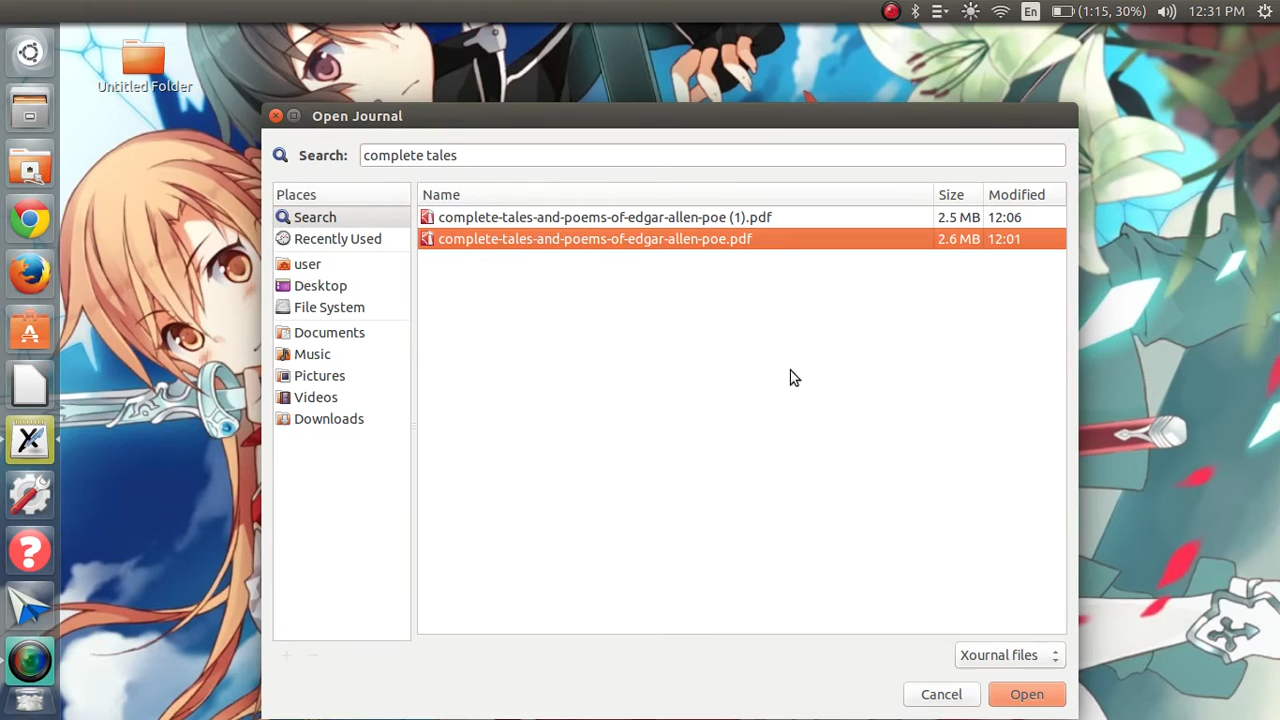 En (1:15, 30%) 12:31 PM
Untitled Folder
Open Journal
Search: complete tales
Places Name Size Modified
Search complete-tales-and-poems-of-edgar-allen-poe (1).pdf 2.5 MB 12:06
Recently Used complete-tales-and-poems-of-edgar-allen-poe.pdf 2.6 MB 12:01
user
Desktop
File System
Documents
Music
Pictures
Videos
Downloads
Xournal files
Cancel Open